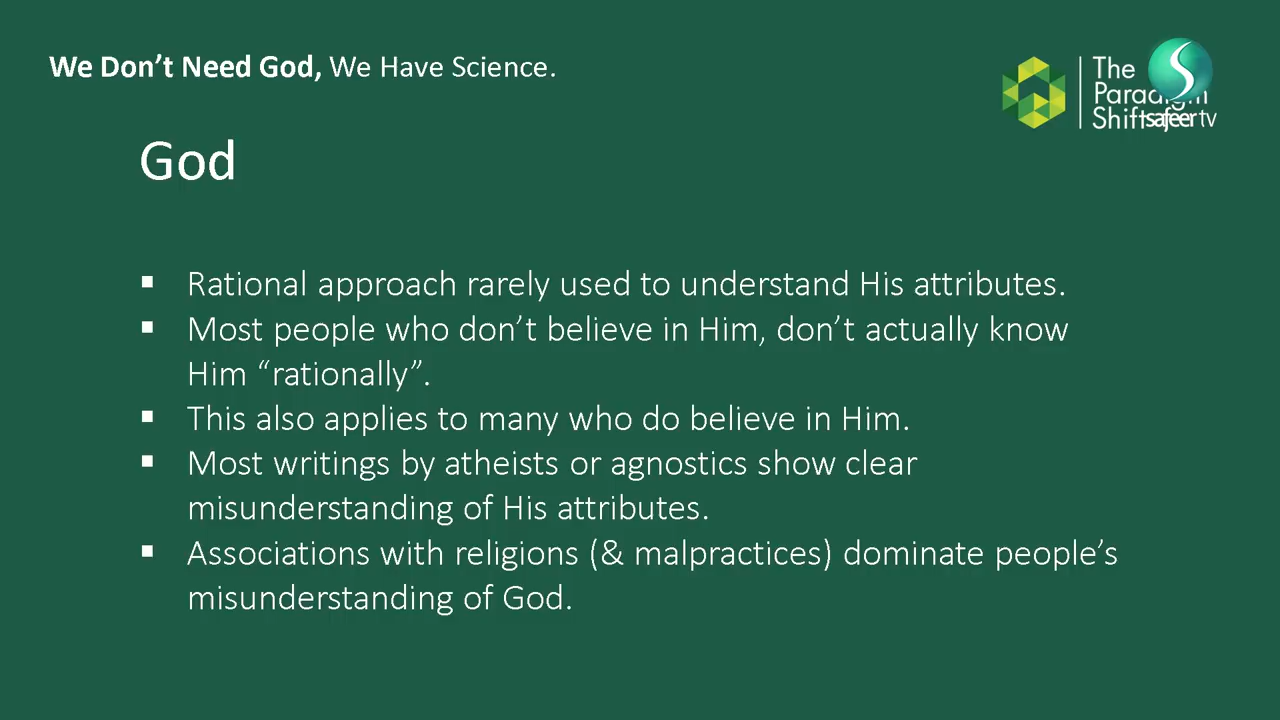 We Don’t Need God, We Have Science.
The
Paradigm
Shift
safeer tv
God
▪ Rational approach rarely used to understand His attributes.
▪ Most people who don’t believe in Him, don’t actually know
Him “rationally”.
▪ This also applies to many who do believe in Him.
▪ Most writings by atheists or agnostics show clear
misunderstanding of His attributes.
▪ Associations with religions (& malpractices) dominate people’s
misunderstanding of God.